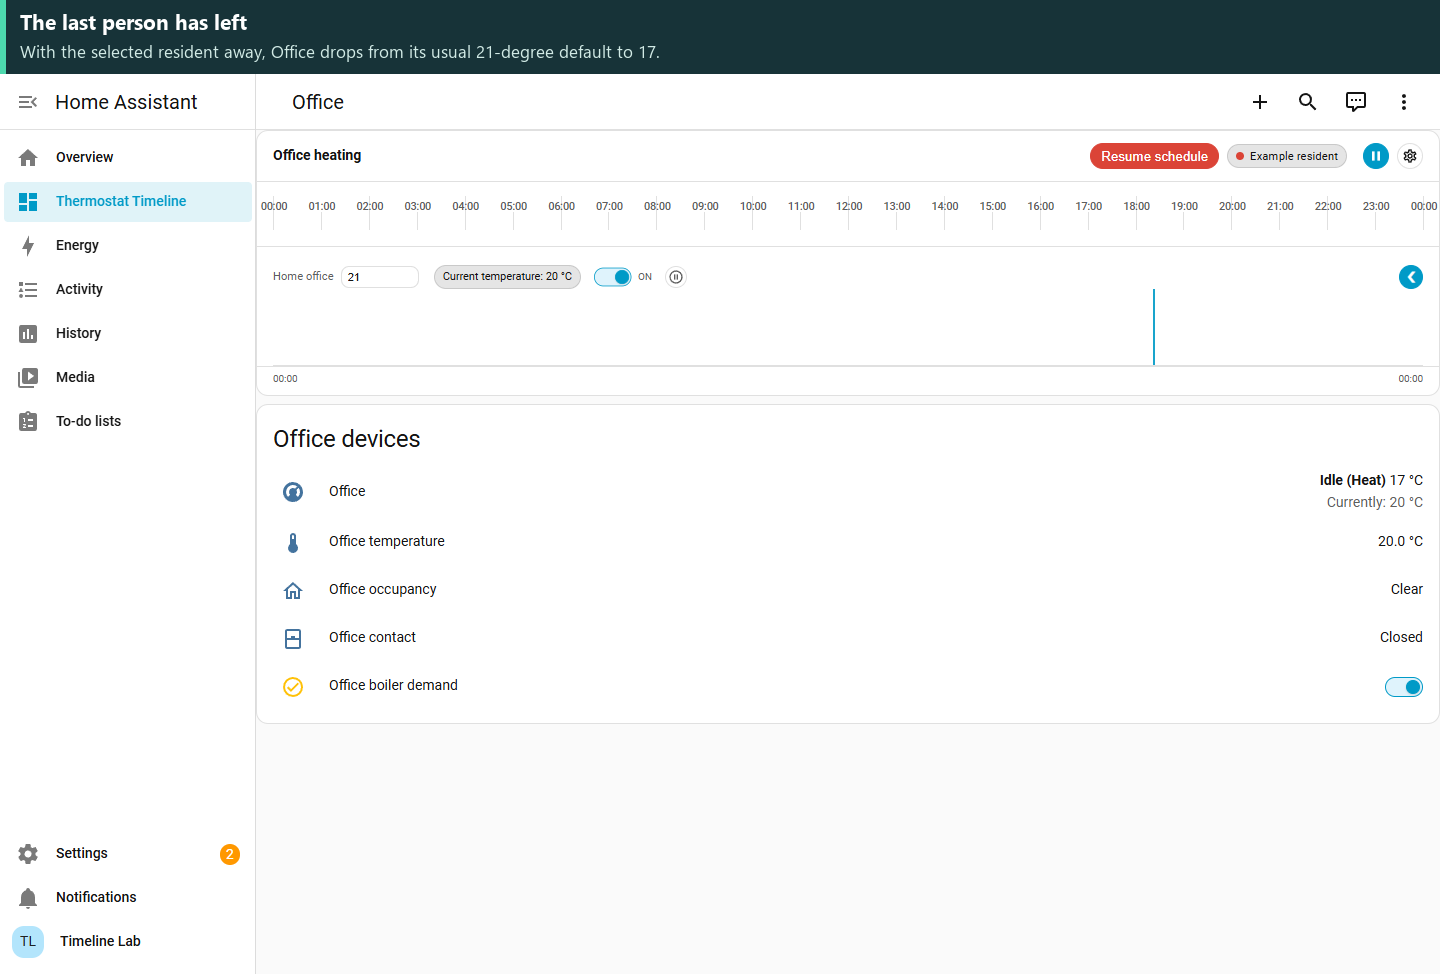 The last person has left
With the selected resident away, Office drops from its usual 21-degree default to 17.
Home Assistant
Office
Overview
Thermostat Timeline
Energy
Activity
History
Media
To-do lists
Settings
2
Notifications
TL
Timeline Lab
Office heating
Resume schedule
Example resident
00:00 01:00 02:00 03:00 04:00 05:00 06:00 07:00 08:00 09:00 10:00 11:00 12:00 13:00 14:00 15:00 16:00 17:00 18:00 19:00 20:00 21:00 22:00 23:00 00:00
Home office 21 Current temperature: 20 °C ON
00:00 00:00
Office devices
Office Idle (Heat) 17 °C
Currently: 20 °C
Office temperature 20.0 °C
Office occupancy Clear
Office contact Closed
Office boiler demand